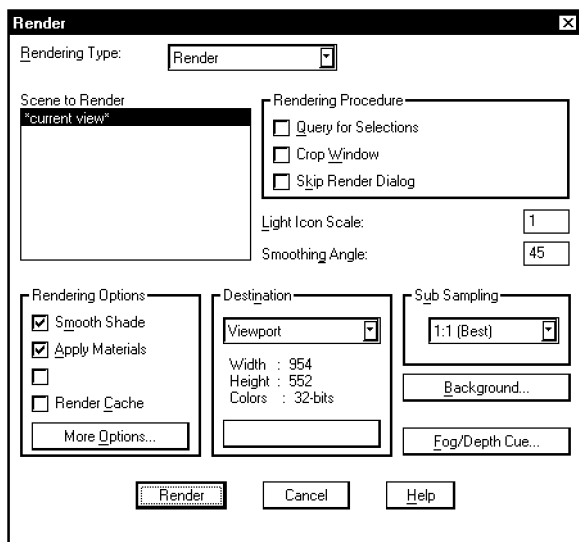 Render
Rendering Type:
Render
Scene to Render
*current view*
Rendering Procedure
Query for Selections
Crop Window
Skip Render Dialog
Light Icon Scale:
1
Smoothing Angle:
45
Rendering Options
Smooth Shade
Apply Materials
Render Cache
More Options...
Destination
Viewport
Width : 954
Height : 552
Colors : 32-bits
Sub Sampling
1:1 (Best)
Background...
Fog/Depth Cue...
Render
Cancel
Help